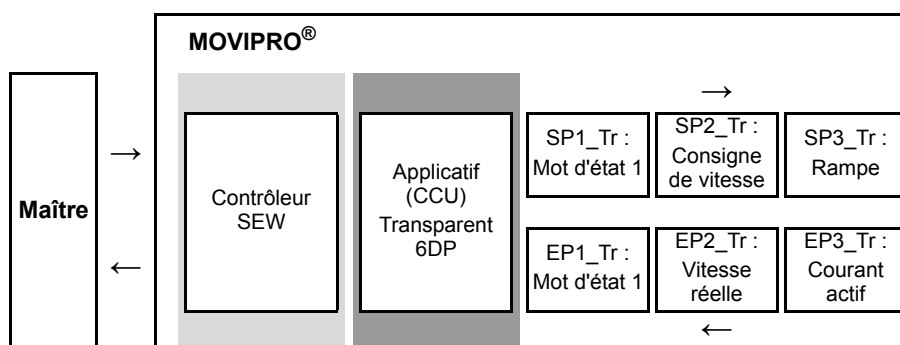 MOVIPRO®
→
Maître
→
←
Contrôleur
SEW
Applicatif
(CCU)
Transparent
6DP
SP1_Tr :
Mot d'état 1
SP2_Tr :
Consigne
de vitesse
SP3_Tr :
Rampe
EP1_Tr :
Mot d'état 1
EP2_Tr :
Vitesse
réelle
EP3_Tr :
Courant
actif
←